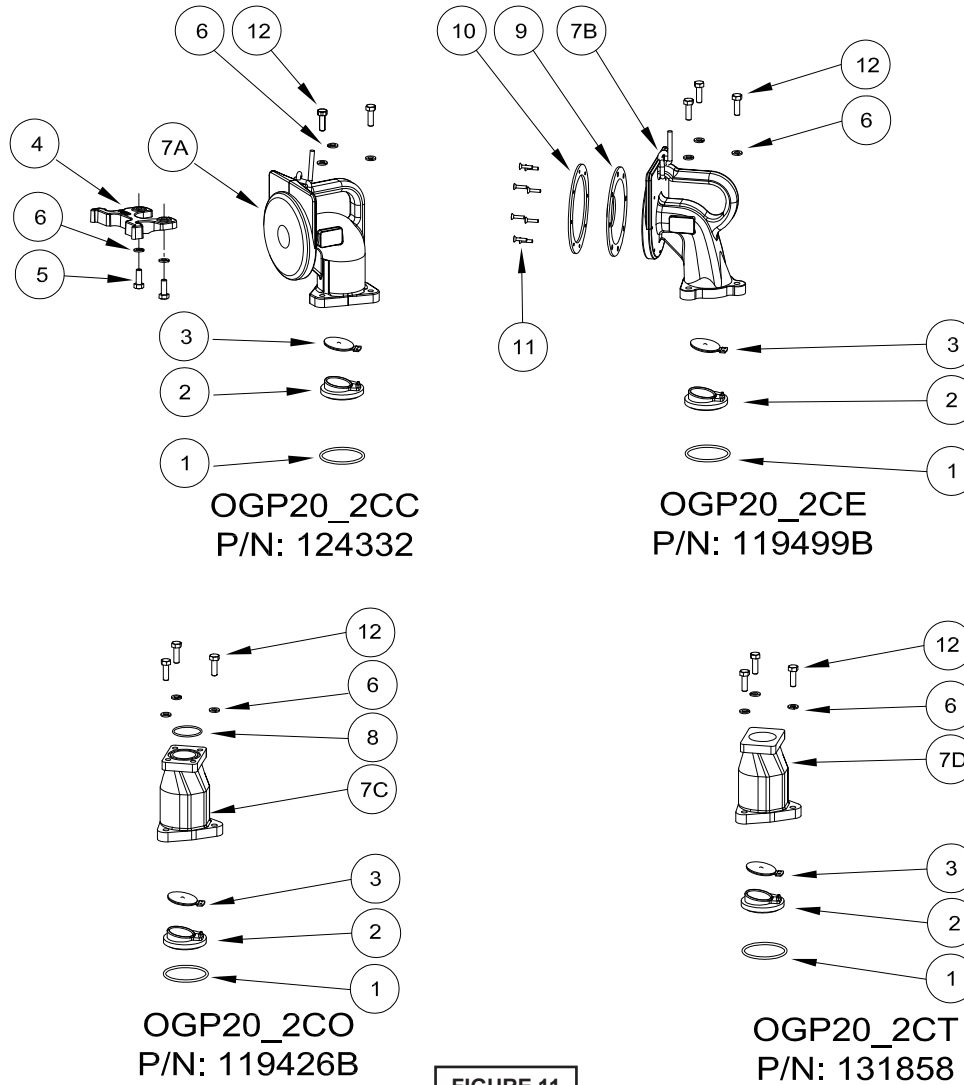 6
12
10
9
7B
12
4
7A
6
6
5
3
2
1
11
3
2
1
OGP20_2CC
P/N: 124332
OGP20_2CE
P/N: 119499B
12
6
8
7C
3
2
1
OGP20_2CO
P/N: 119426B
12
6
7D
3
2
1
OGP20_2CT
P/N: 131858
FIGURE 11